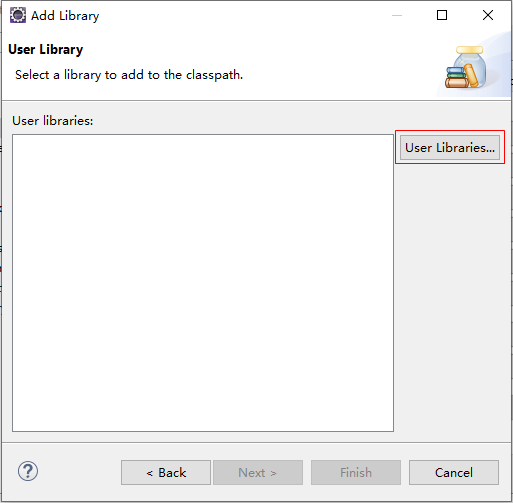 Add Library
User Library
Select a library to add to the classpath.
User libraries:
User Libraries...
?
< Back
Next >
Finish
Cancel